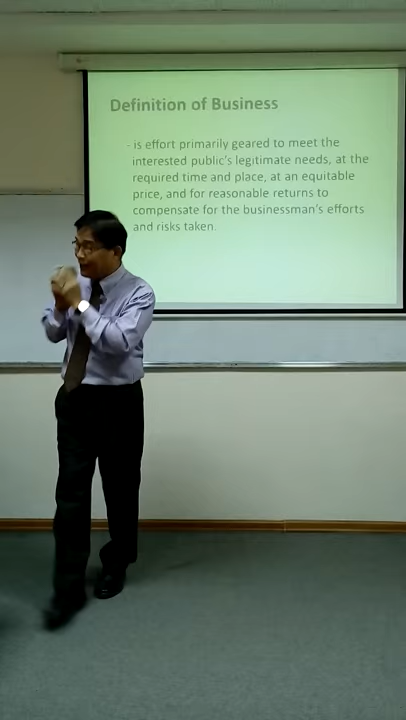 Definition of Business
- is effort primarily geared to meet the
interested public's legitimate needs, at the
required time and place, at an equitable
price, and for reasonable returns to
compensate for the businessman's efforts
and risks taken.